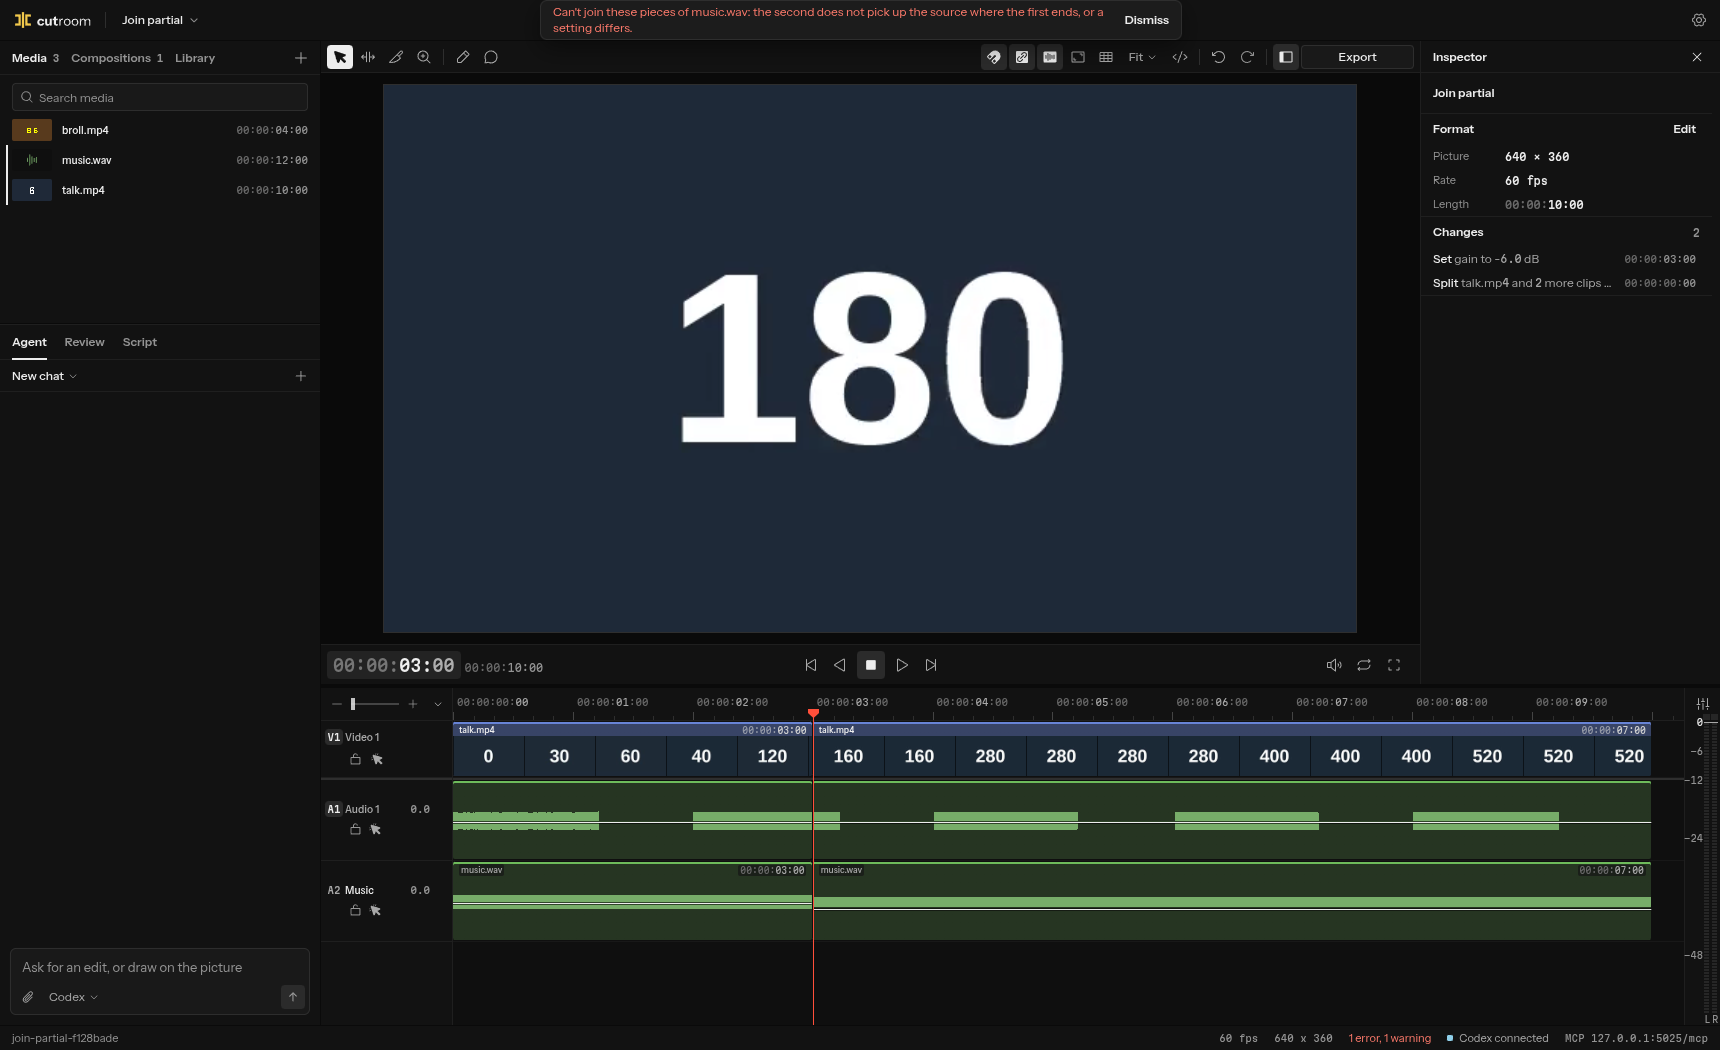 cutroom
Join partial
Can't join these pieces of music.wav: the second does not pick up the source where the first ends, or a
setting differs.
Dismiss
Media 3 Compositions 1 Library
Search media
broll.mp4 00:00:04:00
music.wav 00:00:12:00
talk.mp4 00:00:10:00
Agent Review Script
New chat
Ask for an edit, or draw on the picture
Codex
Fit
Export
180
00:00:03:00 00:00:10:00
Inspector
Join partial
Format Edit
Picture 640 × 360
Rate 60 fps
Length 00:00:10:00
Changes 2
Set gain to -6.0 dB 00:00:03:00
Split talk.mp4 and 2 more clips ... 00:00:00:00
00:00:00:00 00:00:01:00 00:00:02:00 00:00:03:00 00:00:04:00 00:00:05:00 00:00:06:00 00:00:07:00 00:00:08:00 00:00:09:00
V1 Video 1
talk.mp4 00:00:03:00 talk.mp4 00:00:07:00
0 30 60 40 120 160 160 280 280 280 280 400 400 400 520 520 520
A1 Audio 1 0.0
A2 Music 0.0
music.wav 00:00:03:00 music.wav 00:00:07:00
0
-6
-12
-24
-48
L R
join-partial-f128bade
60 fps 640 x 360 1 error, 1 warning Codex connected MCP 127.0.0.1:5025/mcp